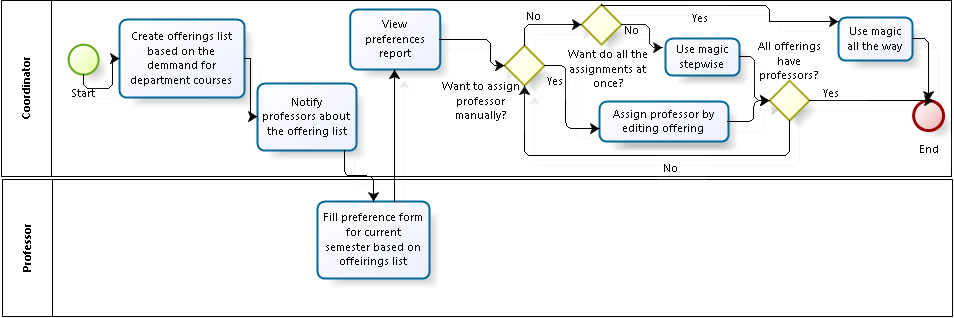 Coordinator
Start
Create offerings list
based on the
demmand for
department courses
Notify
professors about
the offering list
View
preferences
report
Want to assign
professor
manually?
No
Yes
Want do all the
assignments at
once?
Yes
No
Use magic
stepwise
Assign professor by
editing offering
All offerings
have
professors?
Yes
No
Use magic
all the way
End
Professor
Fill preference form
for current
semester based on
offeirings list